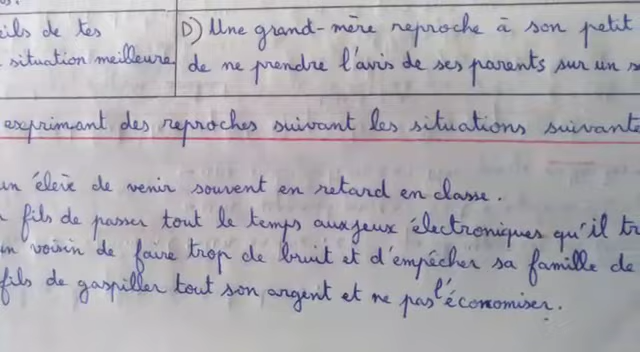 eils de tes
situation meilleure
D) Une grand-mère reproche à son petit
de ne prendre l'avis de ses parents sur un s
exprimant des reproches suivant les situations suivante
un élève de venir souvent en retard en classe.
fils de passer tout le temps aux jeux électroniques qu'il tr
un voisin de faire trop de bruit et d'empécher sa famille de
fils de gaspiller tout son argent et ne pas l'économiser.